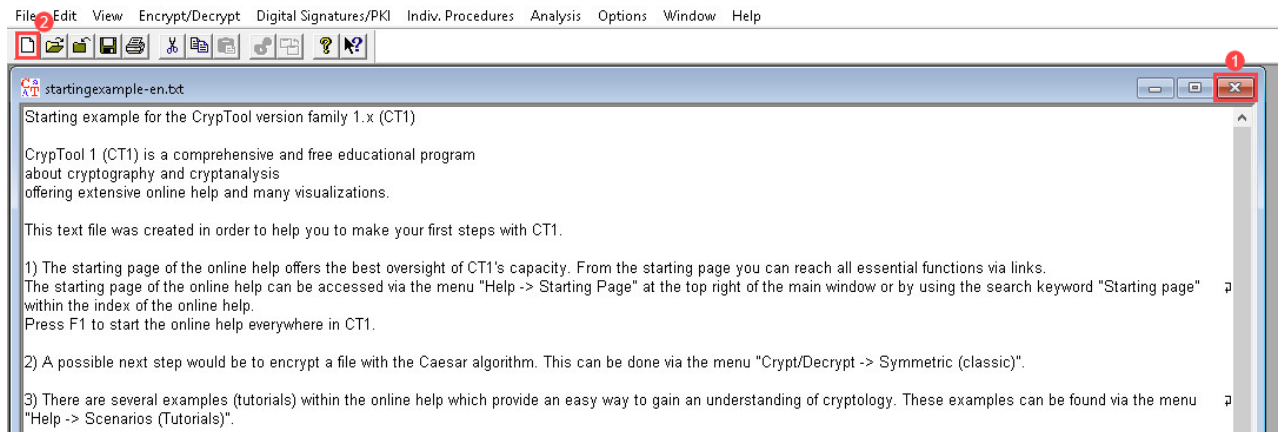 File Edit View Encrypt/Decrypt Digital Signatures/PKI Indiv. Procedures Analysis Options Window Help
2
1
startingexample-en.txt
Starting example for the CrypTool version family 1.x (CT1)
CrypTool 1 (CT1) is a comprehensive and free educational program
about cryptography and cryptanalysis
offering extensive online help and many visualizations.
This text file was created in order to help you to make your first steps with CT1.
1) The starting page of the online help offers the best oversight of CT1's capacity. From the starting page you can reach all essential functions via links.
The starting page of the online help can be accessed via the menu "Help -> Starting Page" at the top right of the main window or by using the search keyword "Starting page"
within the index of the online help.
Press F1 to start the online help everywhere in CT1.
2) A possible next step would be to encrypt a file with the Caesar algorithm. This can be done via the menu "Crypt/Decrypt -> Symmetric (classic)".
3) There are several examples (tutorials) within the online help which provide an easy way to gain an understanding of cryptology. These examples can be found via the menu
"Help -> Scenarios (Tutorials)".